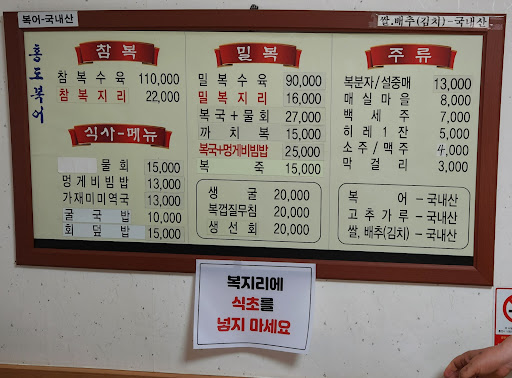 복어-국내산
쌀,배추(김치)-국내산
홍도복어
참복
참복수육 110,000
참복지리 22,000
식사-메뉴
물회 15,000
멍게비빔밥 13,000
가재미미역국 13,000
굴국밥 10,000
회덮밥 15,000
밀복
밀복수육 90,000
밀복지리 16,000
복국+물회 27,000
까치복 15,000
복국+멍게비빔밥 25,000
복죽 15,000
생굴 20,000
복껍질무침 20,000
생선회 20,000
주류
복분자/설중매 13,000
매실마을 8,000
백세주 7,000
히레1잔 5,000
소주/맥주 4,000
막걸리 3,000
복어-국내산
고추가루-국내산
쌀,배추(김치)-국내산
복지리에
식초를
넣지 마세요